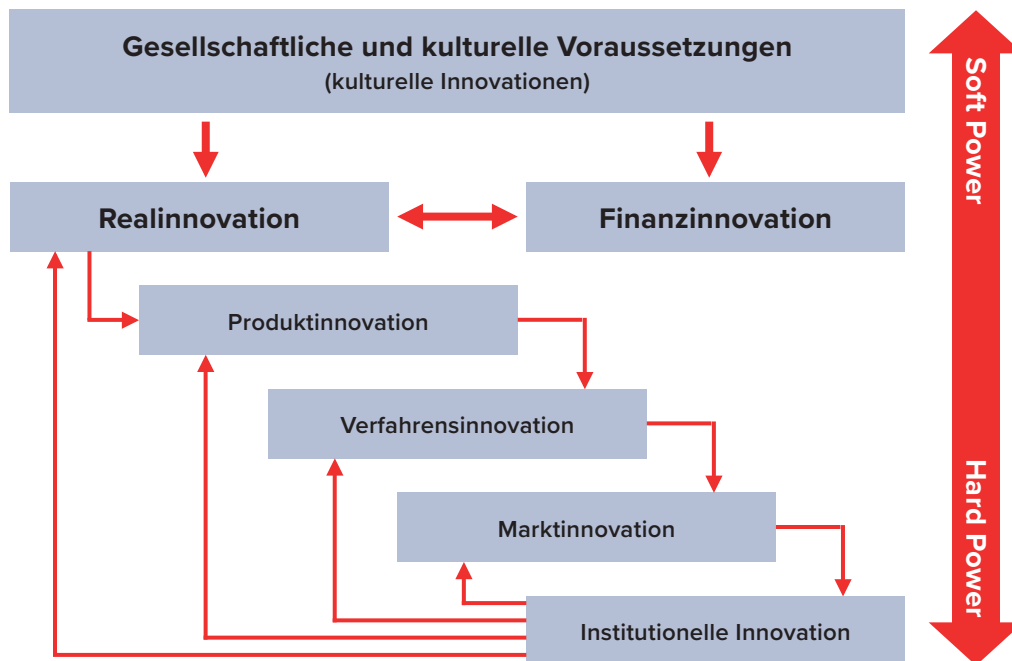 Gesellschaftliche und kulturelle Voraussetzungen
(kulturelle Innovationen)
Soft Power
Realinnovation
Finanzinnovation
Produktinnovation
Verfahrensinnovation
Marktinnovation
Hard Power
Institutionelle Innovation